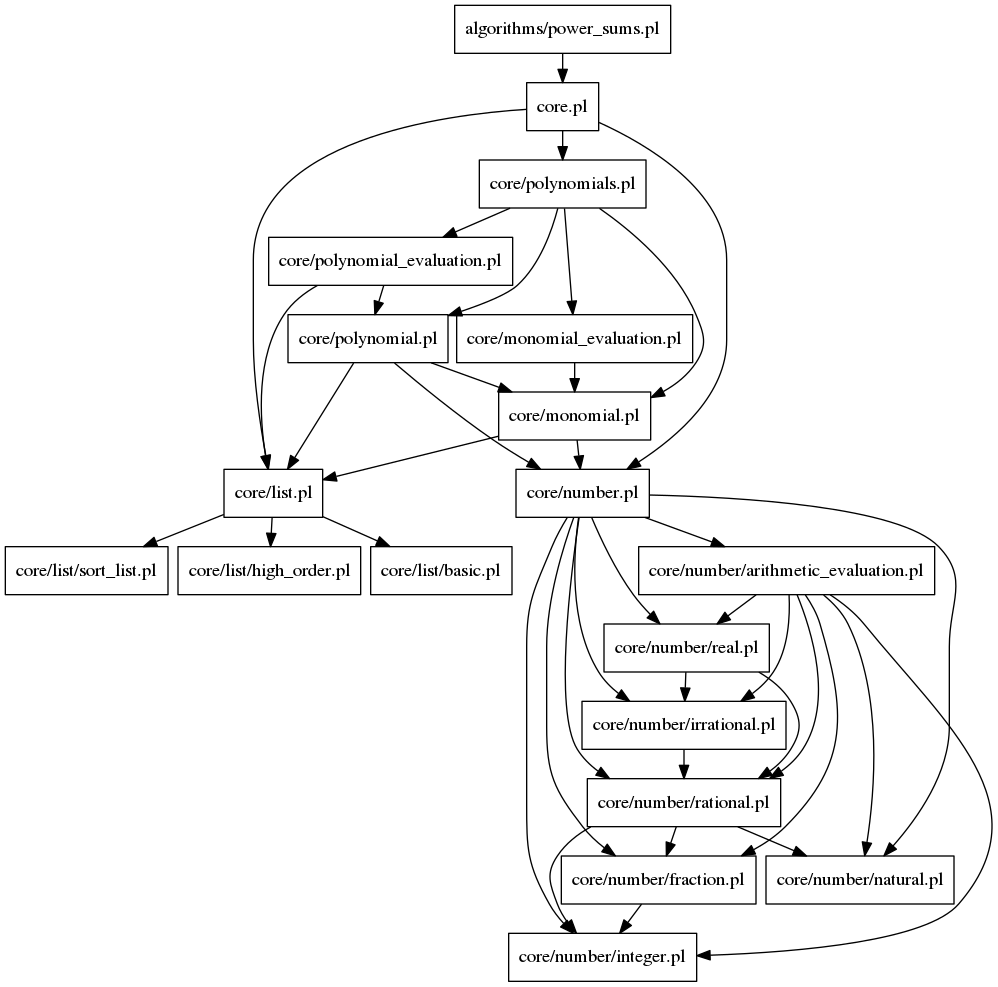 algorithms/power_sums.pl
core.pl
core/polynomials.pl
core/polynomial_evaluation.pl
core/polynomial.pl
core/monomial_evaluation.pl
core/monomial.pl
core/list.pl
core/number.pl
core/list/sort_list.pl
core/list/high_order.pl
core/list/basic.pl
core/number/arithmetic_evaluation.pl
core/number/real.pl
core/number/irrational.pl
core/number/rational.pl
core/number/fraction.pl
core/number/natural.pl
core/number/integer.pl